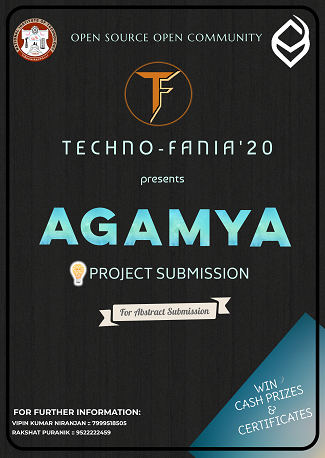 OPEN SOURCE OPEN COMMUNITY
TF
TECHNO-FANIA'20
presents
AGAMYA
PROJECT SUBMISSION
For Abstract Submission
WIN
CASH PRIZES
&
CERTIFICATES
FOR FURTHER INFORMATION:
VIPIN KUMAR NIRANJAN :: 7999518505
RAKSHAT PURANIK :: 9522222459